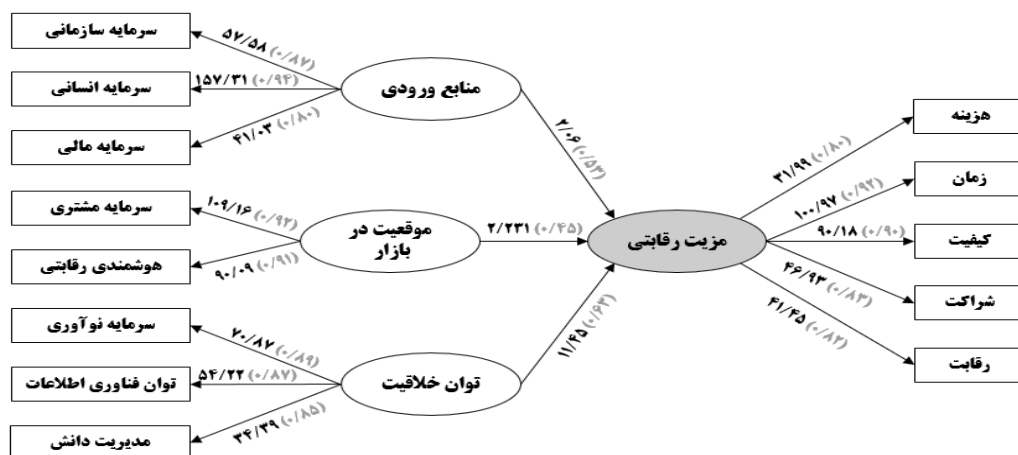 سرمایه سازمانی
۵۷/۵۸ (۰/۸۷)
سرمایه انسانی
۱۵۷/۳۱ (۰/۹۴)
سرمایه مالی
۴۱/۰۳ (۰/۸۰)
منابع ورودی
۲/۰۶ (۰/۵۳)
سرمایه مشتری
۱۰۹/۱۶ (۰/۹۲)
هوشمندی رقابتی
۹۰/۰۹ (۰/۹۱)
موقعیت در
بازار
۲/۲۳۱ (۰/۴۵)
سرمایه نوآوری
۷۰/۸۷ (۰/۸۹)
توان فناوری اطلاعات
۵۴/۲۲ (۰/۸۷)
مدیریت دانش
۳۴/۳۹ (۰/۸۵)
توان خلاقیت
۱۱/۴۵ (۰/۶۳)
مزیت رقابتی
هزینه
۳۱/۹۹ (۰/۸۰)
زمان
۱۰۰/۹۷ (۰/۹۲)
کیفیت
۹۰/۱۸ (۰/۹۰)
شراکت
۴۶/۹۳ (۰/۸۳)
رقابت
۴۱/۴۵ (۰/۸۲)